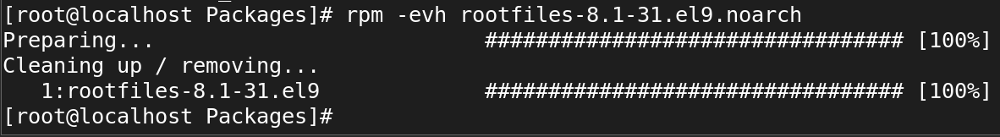 [root@localhost Packages]# rpm -evh rootfiles-8.1-31.el9.noarch
Preparing...                          ################################# [100%]
Cleaning up / removing...
   1:rootfiles-8.1-31.el9             ################################# [100%]
[root@localhost Packages]#